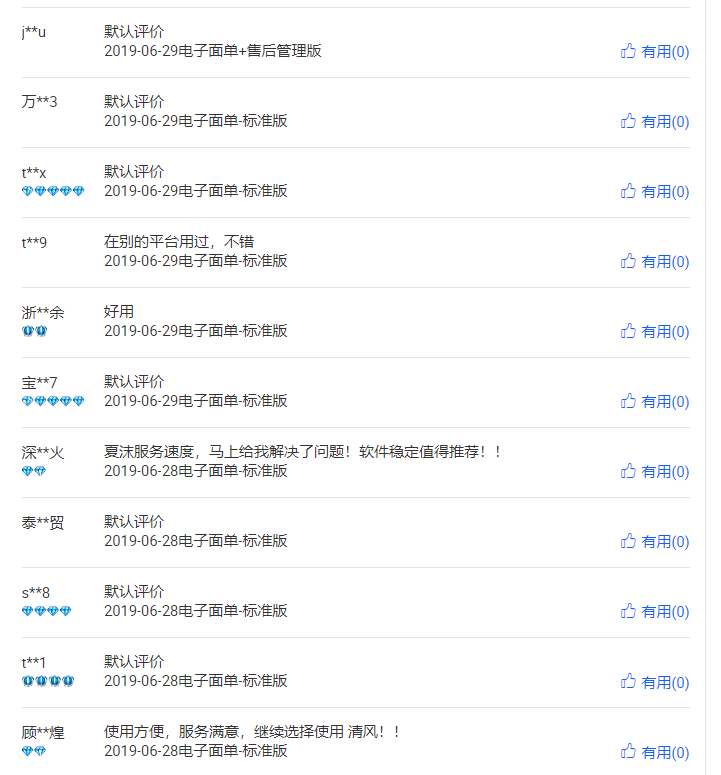 j**u
默认评价
2019-06-29电子面单+售后管理版
有用(0)
万**3
默认评价
2019-06-29电子面单-标准版
有用(0)
t**x
默认评价
2019-06-29电子面单-标准版
有用(0)
t**9
在别的平台用过，不错
2019-06-29电子面单-标准版
有用(0)
浙**余
好用
2019-06-29电子面单-标准版
有用(0)
宝**7
默认评价
2019-06-29电子面单-标准版
有用(0)
深**火
夏沫服务速度，马上给我解决了问题！软件稳定值得推荐！！
2019-06-28电子面单-标准版
有用(0)
泰**贸
默认评价
2019-06-28电子面单-标准版
有用(0)
s**8
默认评价
2019-06-28电子面单-标准版
有用(0)
t**1
默认评价
2019-06-28电子面单-标准版
有用(0)
顾**煌
使用方便，服务满意，继续选择使用 清风！！
2019-06-28电子面单-标准版
有用(0)